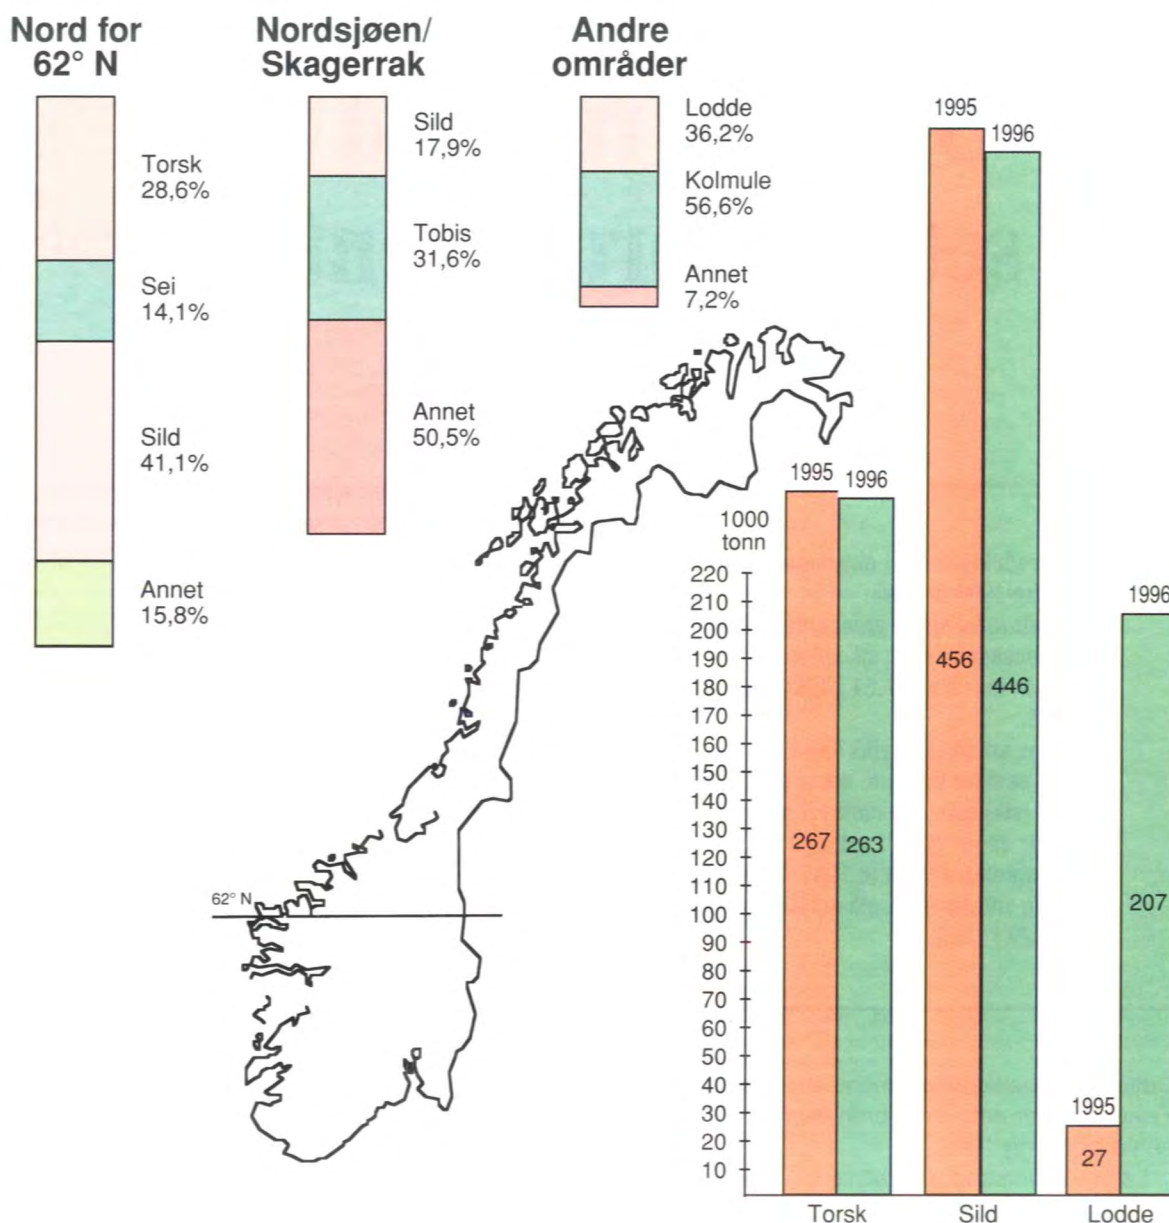 Nord for
62° N
Torsk
28,6%
Sei
14,1%
Sild
41,1%
Annet
15,8%
Nordsjøen/
Skagerrak
Sild
17,9%
Tobis
31,6%
Annet
50,5%
Andre
områder
Lodde
36,2%
Kolmule
56,6%
Annet
7,2%
62° N
1000
tonn
220
210
200
190
180
170
160
150
140
130
120
110
100
90
80
70
60
50
40
30
20
10
1995
1996
267
263
Torsk
1995
1996
456
446
Sild
1995
1996
27
207
Lodde